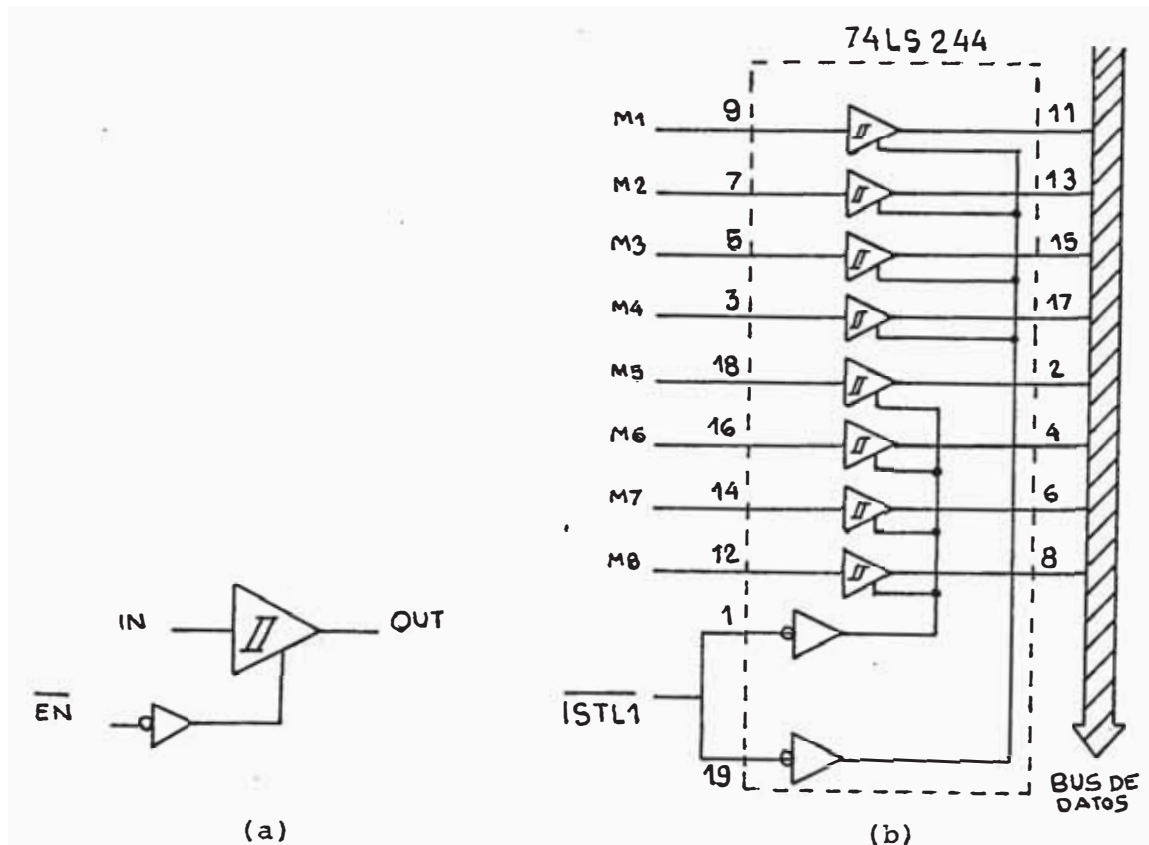 74LS244
M1 9 11
M2 7 13
M3 5 15
M4 3 17
M5 18 2
M6 16 4
M7 14 6
M8 12 8
1
ISTL1
19
BUS DE
DATOS
(b)
IN OUT
EN
(a)